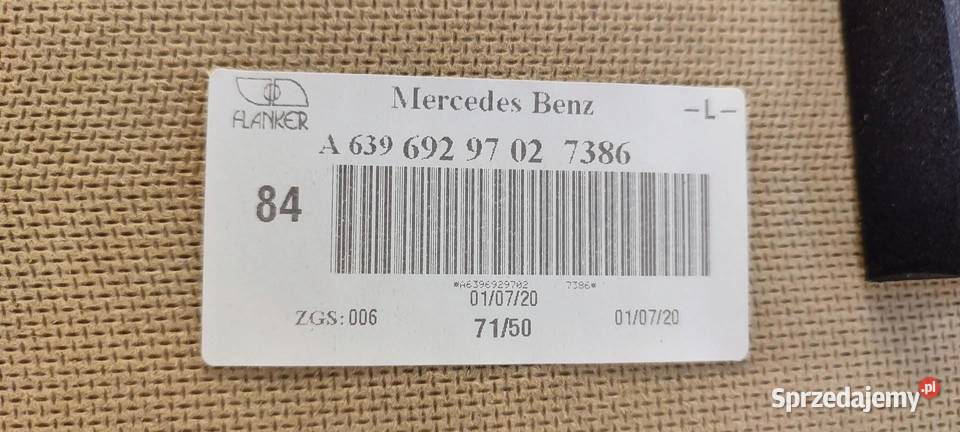 FLANKER
Mercedes Benz
-L-
A 639 692 97 02 7386
84
*A6396929702 7386*
01/07/20
ZGS: 006
71/50
01/07/20
Sprzedajemy.pl